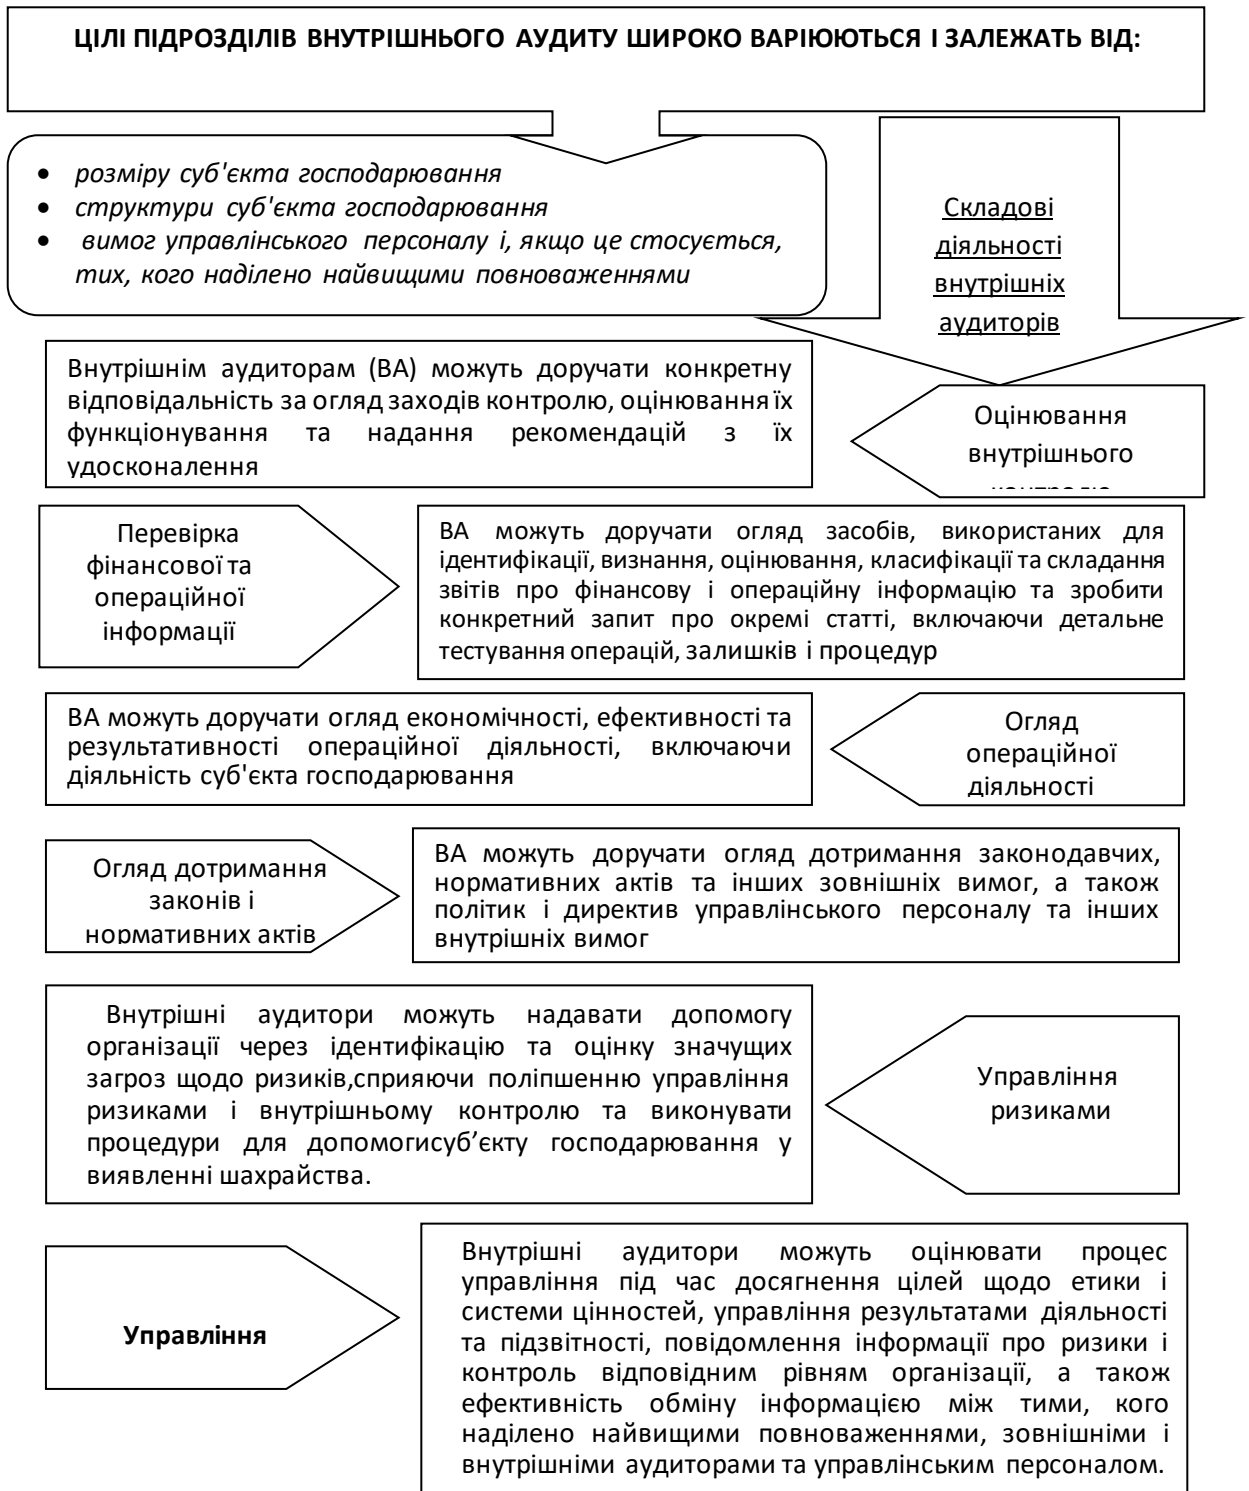 ЦІЛІ ПІДРОЗДІЛІВ ВНУТРІШНЬОГО АУДИТУ ШИРОКО ВАРІЮЮТЬСЯ І ЗАЛЕЖАТЬ ВІД:
• розміру суб'єкта господарювання
• структури суб'єкта господарювання
• вимог управлінського персоналу і, якщо це стосується,
тих, кого наділено найвищими повноваженнями
Складові
діяльності
внутрішніх
аудиторів
Внутрішнім аудиторам (ВА) можуть доручати конкретну
відповідальність за огляд заходів контролю, оцінювання їх
функціонування та надання рекомендацій з їх
удосконалення
Оцінювання
внутрішнього
Перевірка
фінансової та
операційної
інформації
ВА можуть доручати огляд засобів, використаних для
ідентифікації, визнання, оцінювання, класифікації та складання
звітів про фінансову і операційну інформацію та зробити
конкретний запит про окремі статті, включаючи детальне
тестування операцій, залишків і процедур
ВА можуть доручати огляд економічності, ефективності та
результативності операційної діяльності, включаючи
діяльність суб'єкта господарювання
Огляд
операційної
діяльності
Огляд дотримання
законів і
нормативних актів
ВА можуть доручати огляд дотримання законодавчих,
нормативних актів та інших зовнішніх вимог, а також
політик і директив управлінського персоналу та інших
внутрішніх вимог
Внутрішні аудитори можуть надавати допомогу
організації через ідентифікацію та оцінку значущих
загроз щодо ризиків,сприяючи поліпшенню управління
ризиками і внутрішньому контролю та виконувати
процедури для допомогисуб’єкту господарювання у
виявленні шахрайства.
Управління
ризиками
Управління
Внутрішні аудитори можуть оцінювати процес
управління під час досягнення цілей щодо етики і
системи цінностей, управління результатами діяльності
та підзвітності, повідомлення інформації про ризики і
контроль відповідним рівням організації, а також
ефективність обміну інформацією між тими, кого
наділено найвищими повноваженнями, зовнішніми і
внутрішніми аудиторами та управлінським персоналом.